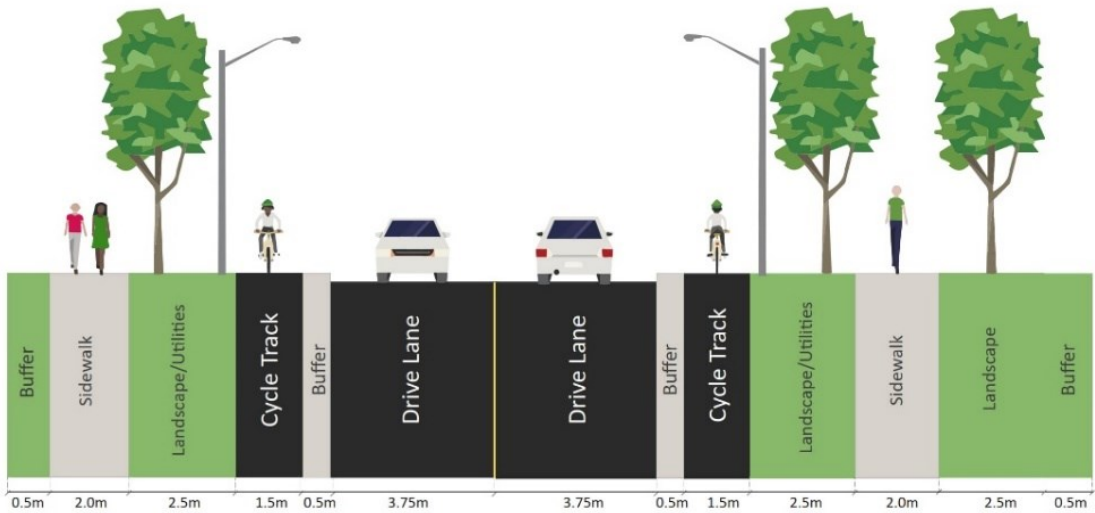 Buffer
Sidewalk
Landscape/Utilities
Cycle Track
Buffer
Drive Lane
Drive Lane
Buffer
Cycle Track
Landscape/Utilities
Sidewalk
Landscape
Buffer
0.5m 2.0m 2.5m 1.5m 0.5m 3.75m 3.75m 0.5m 1.5m 2.5m 2.0m 2.5m 0.5m